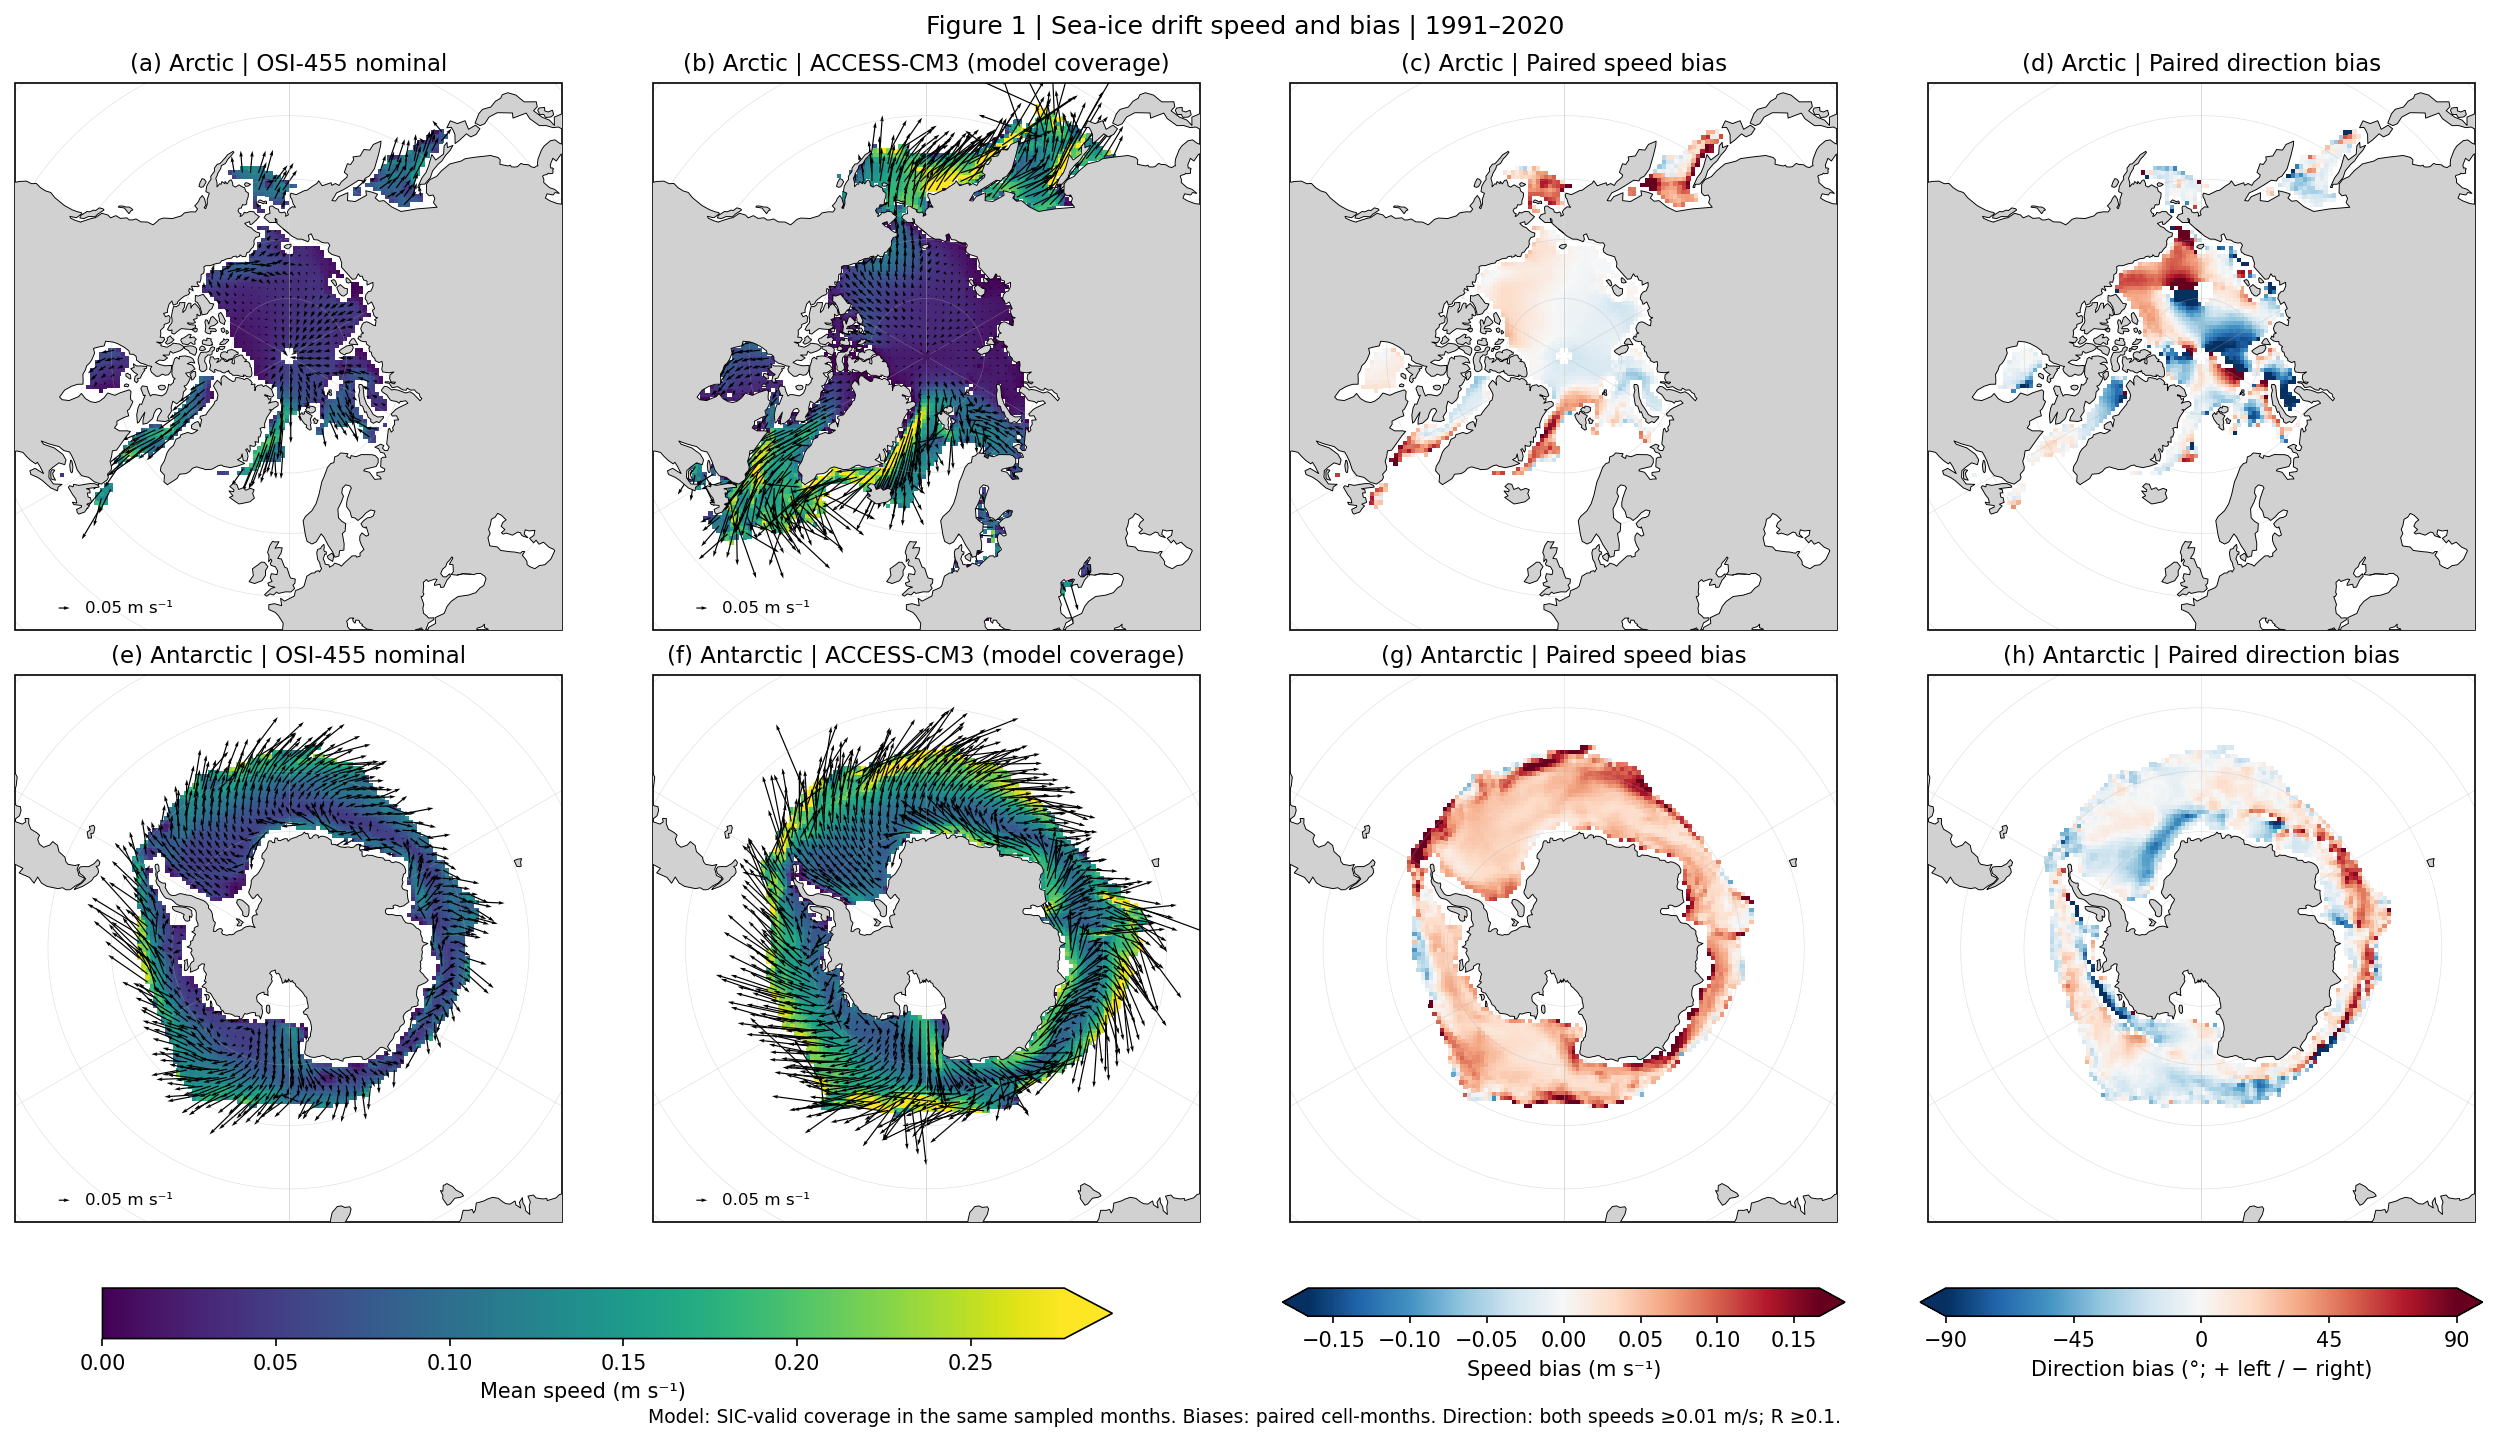 Figure 1 | Sea-ice drift speed and bias | 1991–2020
(a) Arctic | OSI-455 nominal
(b) Arctic | ACCESS-CM3 (model coverage)
(c) Arctic | Paired speed bias
(d) Arctic | Paired direction bias
0.05 m s⁻¹
0.05 m s⁻¹
(e) Antarctic | OSI-455 nominal
(f) Antarctic | ACCESS-CM3 (model coverage)
(g) Antarctic | Paired speed bias
(h) Antarctic | Paired direction bias
0.05 m s⁻¹
0.05 m s⁻¹
0.00 0.05 0.10 0.15 0.20 0.25
Mean speed (m s⁻¹)
−0.15 −0.10 −0.05 0.00 0.05 0.10 0.15
Speed bias (m s⁻¹)
−90 −45 0 45 90
Direction bias (°; + left / − right)
Model: SIC-valid coverage in the same sampled months. Biases: paired cell-months. Direction: both speeds ≥0.01 m/s; R ≥0.1.